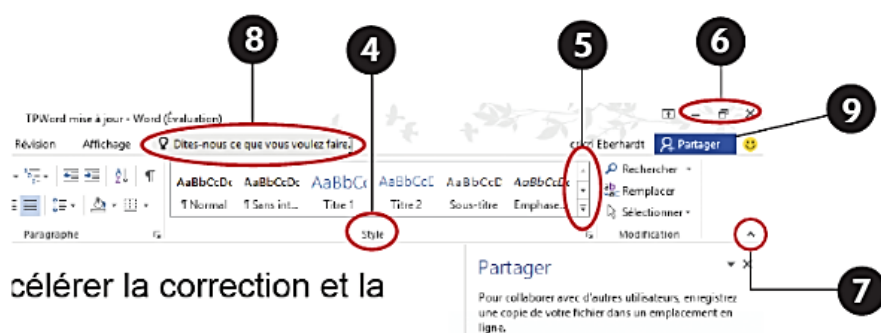 8
4
5
6
9
TPWord mise à jour - Word (Évaluation)
Révision Affichage Dites-nous ce que vous voulez faire. Eberhardt Partager
AaBbCcDc AaBbCcDc AaBbCc AaBbCcC AaBbCcD AaBbCcDc Rechercher
¶ Normal ¶ Sans int... Titre 1 Titre 2 Sous-titre Emphase... Remplacer
Sélectionner
Paragraphe Style Modification
célérer la correction et la
Partager
7
Pour collaborer avec d'autres utilisateurs, enregistrez
une copie de votre fichier dans un emplacement en
ligne.